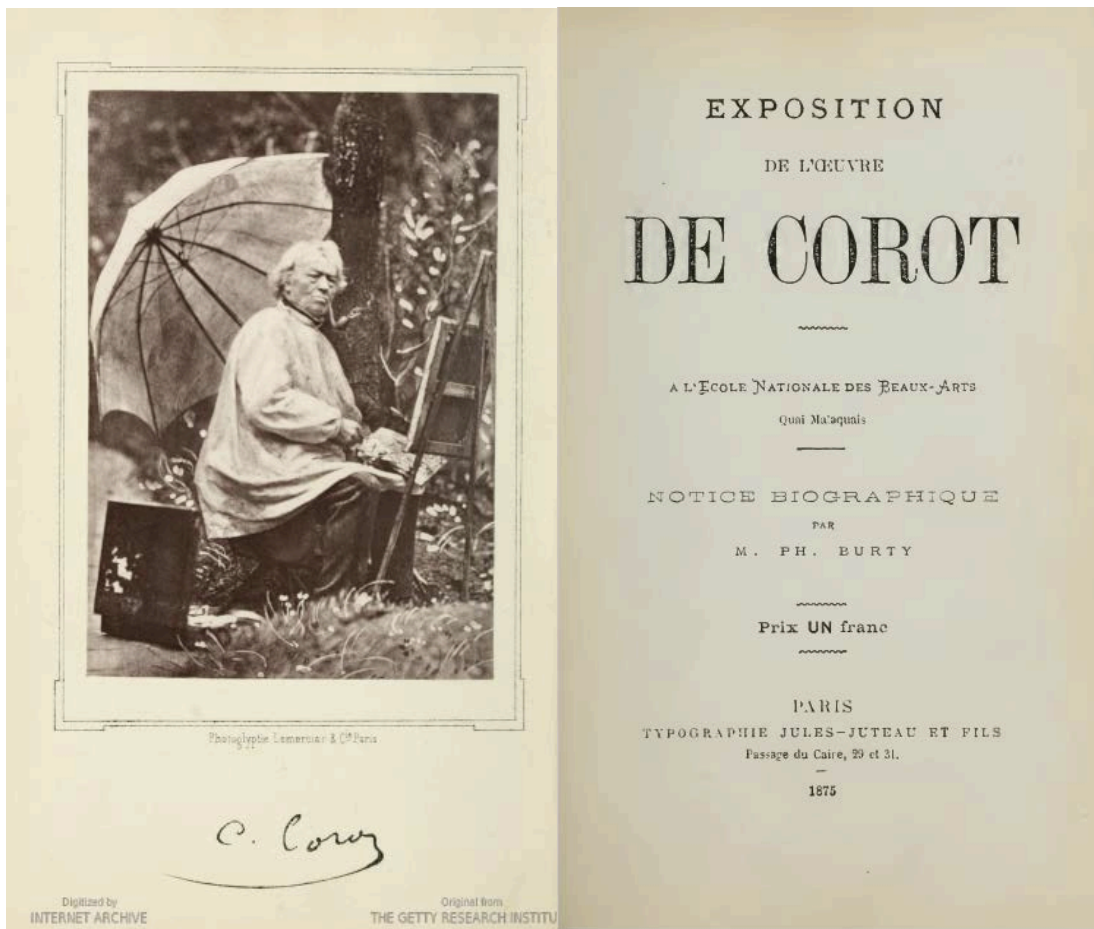 Photoglyptie Lemercier & Cie Paris
C. Corot
Digitized by
INTERNET ARCHIVE
Original from
THE GETTY RESEARCH INSTITU
EXPOSITION
DE L'ŒUVRE
DE COROT
A L'ECOLE NATIONALE DES BEAUX-ARTS
Quai Ma'aquais
NOTICE BIOGRAPHIQUE
PAR
M. PH. BURTY
Prix UN franc
PARIS
TYPOGRAPHIE JULES-JUTEAU ET FILS
Passage du Caire, 29 et 31.
1875